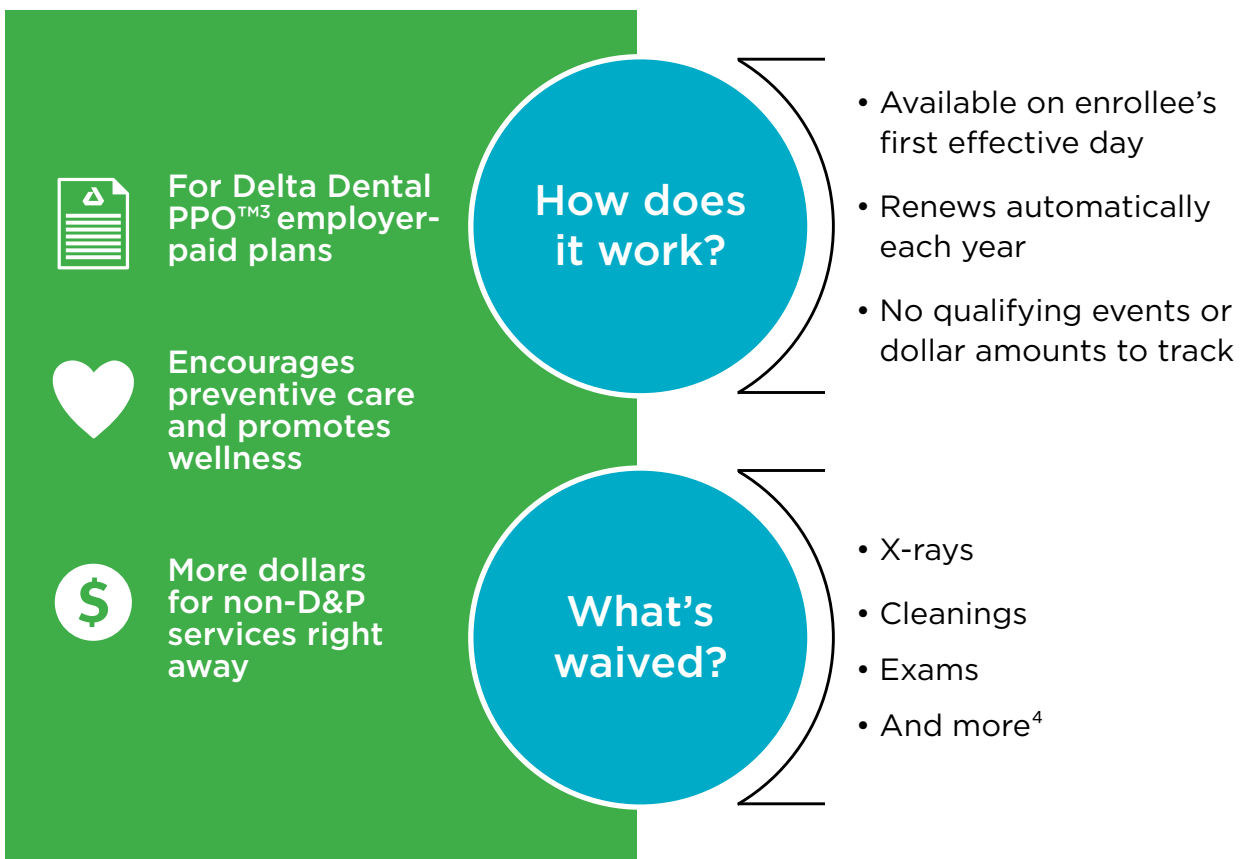 For Delta Dental
PPO™³ employer-
paid plans
Encourages
preventive care
and promotes
wellness
$
More dollars
for non-D&P
services right
away
How does
it work?
• Available on enrollee’s
first effective day
• Renews automatically
each year
• No qualifying events or
dollar amounts to track
What’s
waived?
• X-rays
• Cleanings
• Exams
• And more⁴